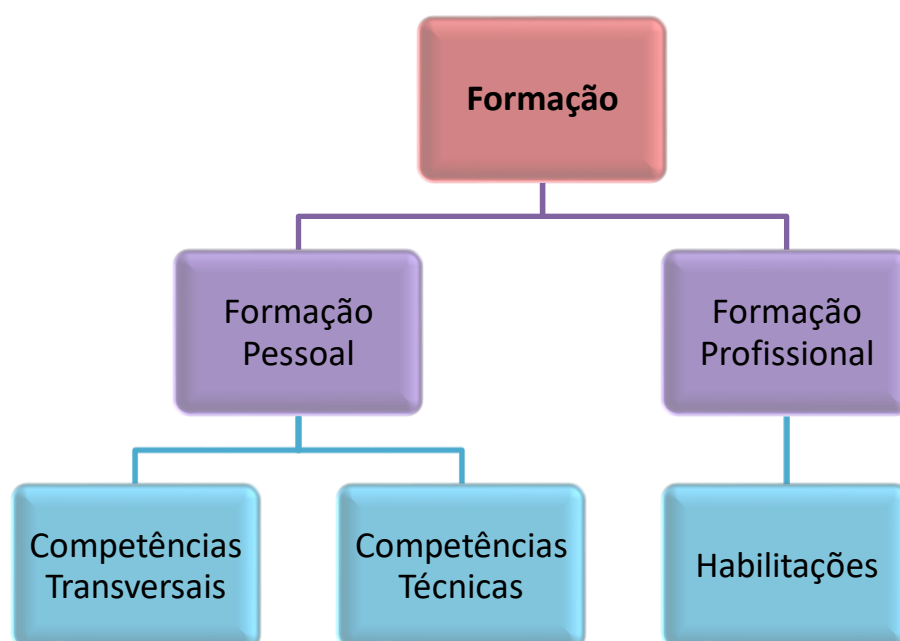 Formação
Formação
Pessoal
Formação
Profissional
Competências
Transversais
Competências
Técnicas
Habilitações